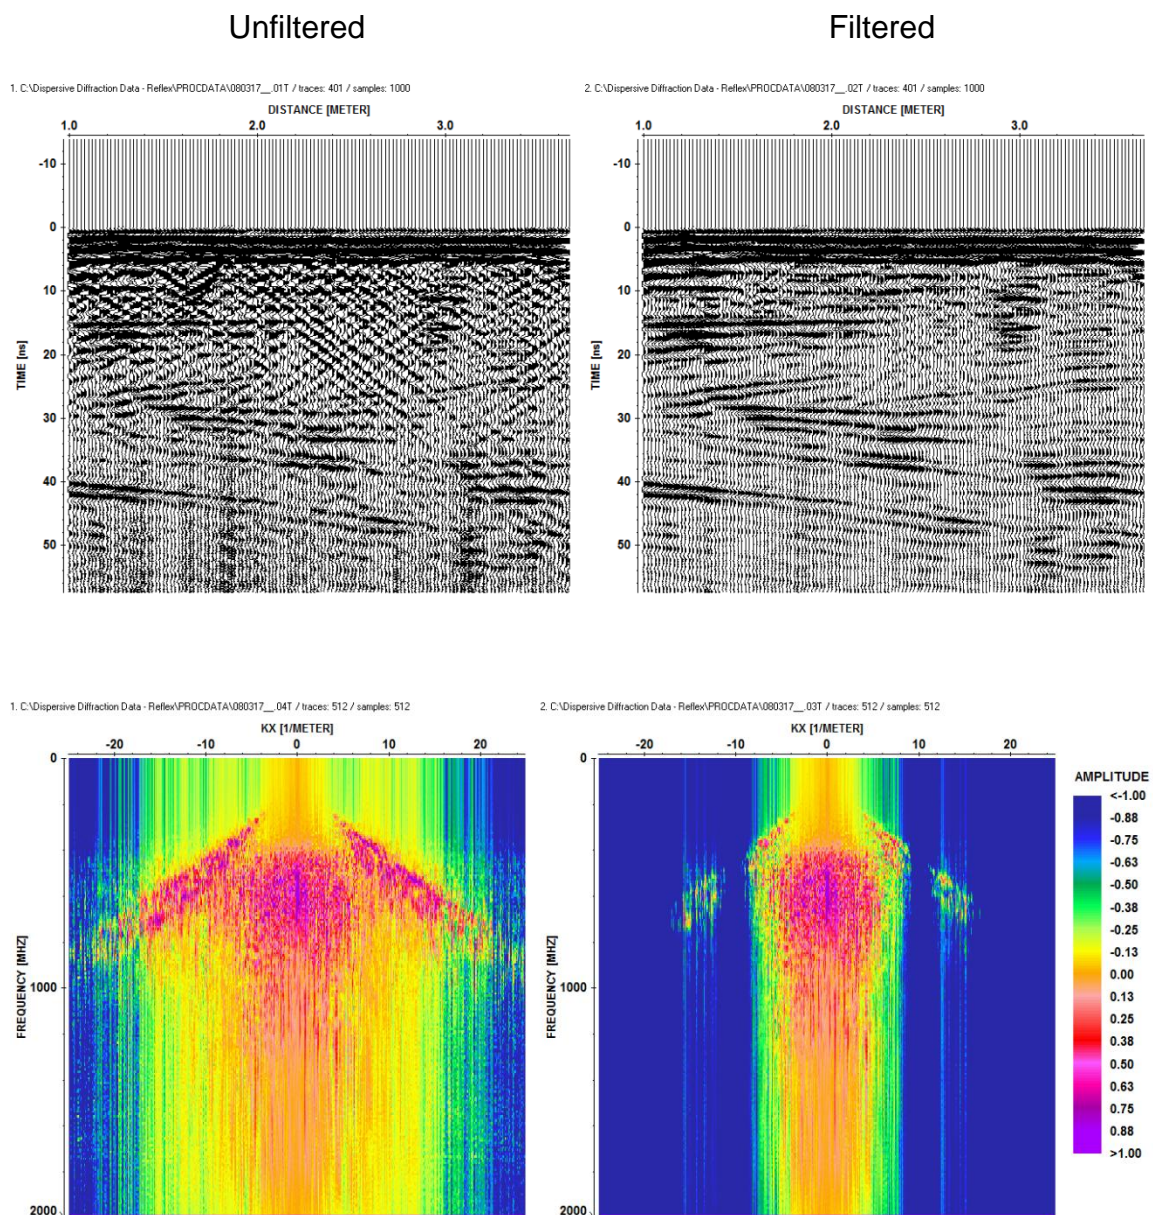 Unfiltered
Filtered
1. C:\Dispersive Diffraction Data - Reflex\PROCDATA\080317__.01T / traces: 401 / samples: 1000
DISTANCE [METER]
1.0 2.0 3.0
-10
0
10
20
30
40
50
TIME [ns]
2. C:\Dispersive Diffraction Data - Reflex\PROCDATA\080317__.02T / traces: 401 / samples: 1000
DISTANCE [METER]
1.0 2.0 3.0
-10
0
10
20
30
40
50
TIME [ns]
1. C:\Dispersive Diffraction Data - Reflex\PROCDATA\080317__.04T / traces: 512 / samples: 512
KX [1/METER]
-20 -10 0 10 20
0
1000
2000
FREQUENCY [MHZ]
2. C:\Dispersive Diffraction Data - Reflex\PROCDATA\080317__.03T / traces: 512 / samples: 512
KX [1/METER]
-20 -10 0 10 20
0
1000
2000
FREQUENCY [MHZ]
AMPLITUDE
<-1.00
-0.88
-0.75
-0.63
-0.50
-0.38
-0.25
-0.13
0.00
0.13
0.25
0.38
0.50
0.63
0.75
0.88
>1.00